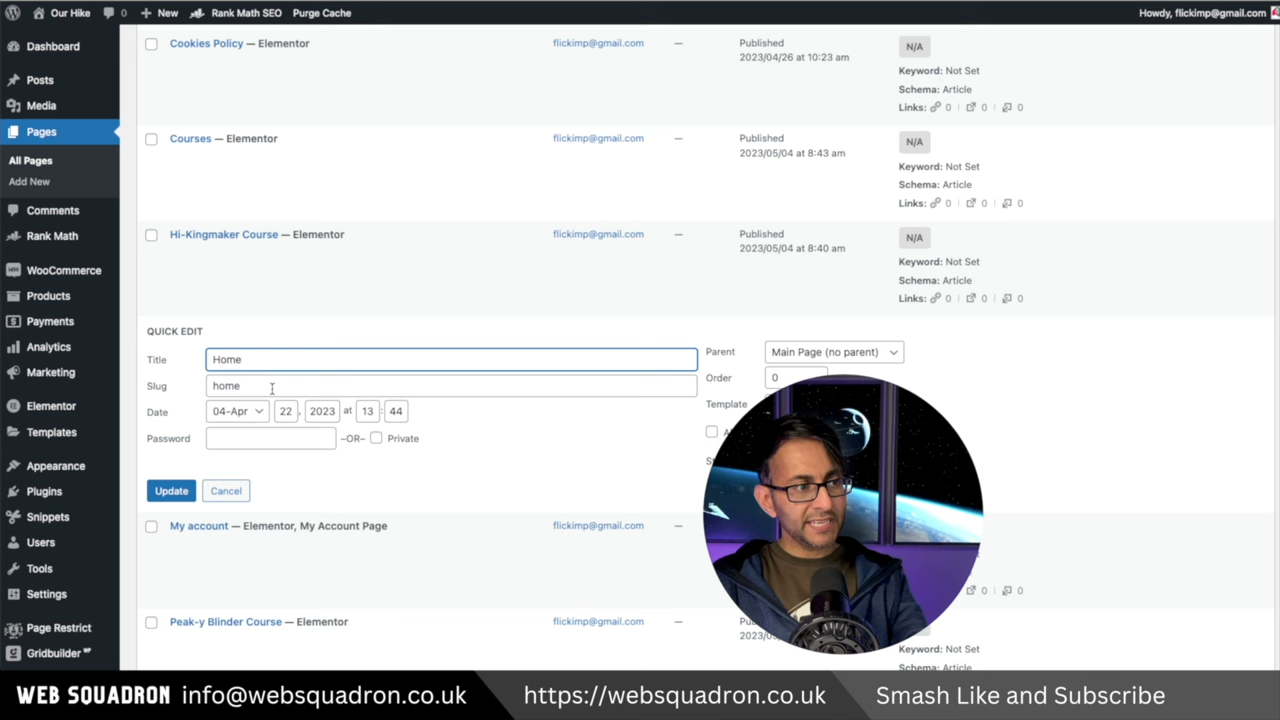 Our Hike
0
New
Rank Math SEO
Purge Cache
Howdy, flickimp@gmail.com
Dashboard
Posts
Media
Pages
All Pages
Add New
Comments
Rank Math
WooCommerce
Products
Payments
Analytics
Marketing
Elementor
Templates
Appearance
Plugins
Snippets
Users
Tools
Settings
Page Restrict
Gridbuilder WP
Cookies Policy — Elementor
flickimp@gmail.com
—
Published
2023/04/26 at 10:23 am
N/A
Keyword: Not Set
Schema: Article
Links: 0 | 0 | 0
Courses — Elementor
flickimp@gmail.com
—
Published
2023/05/04 at 8:43 am
N/A
Keyword: Not Set
Schema: Article
Links: 0 | 0 | 0
Hi-Kingmaker Course — Elementor
flickimp@gmail.com
—
Published
2023/05/04 at 8:40 am
N/A
Keyword: Not Set
Schema: Article
Links: 0 | 0 | 0
QUICK EDIT
Title Home
Slug home
Date 04-Apr 22, 2023 at 13:44
Password –OR– Private
Parent Main Page (no parent)
Order 0
Template
Update Cancel
My account — Elementor, My Account Page
flickimp@gmail.com
—
0 | 0
Peak-y Blinder Course — Elementor
flickimp@gmail.com
—
Keyword: Not Set
Schema: Article
WEB SQUADRON info@websquadron.co.uk
https://websquadron.co.uk
Smash Like and Subscribe